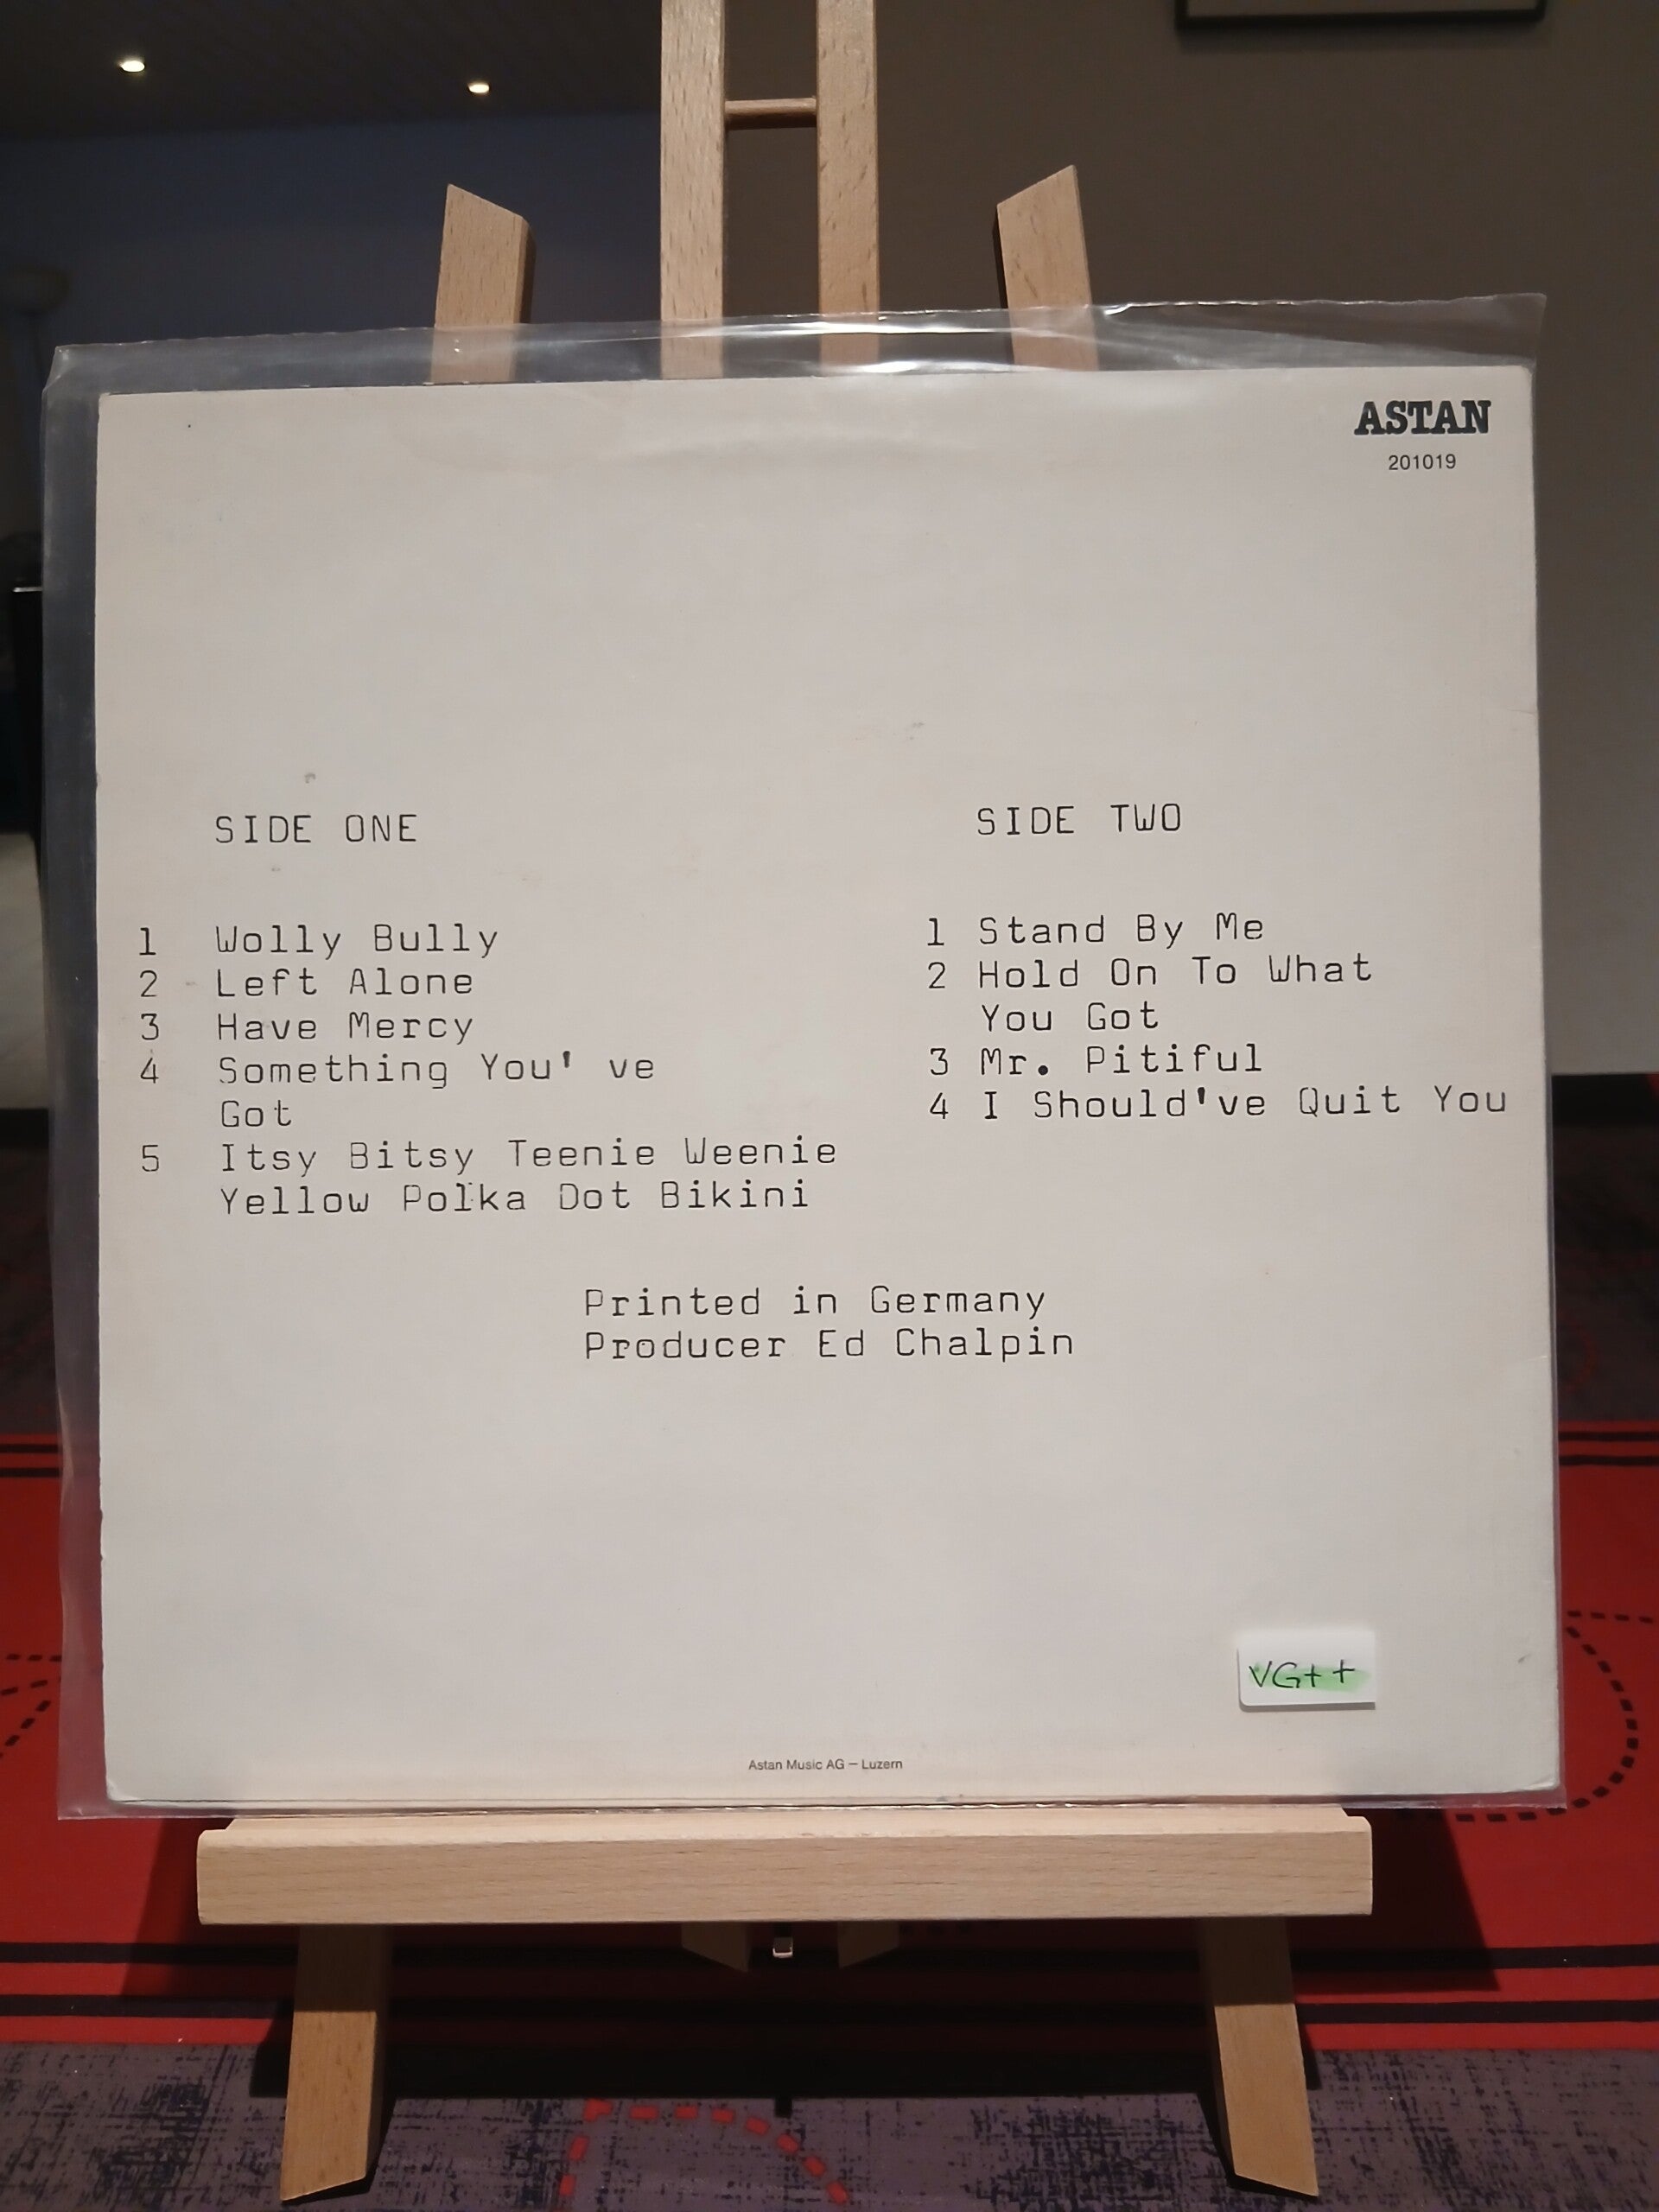 ASTAN
201019
SIDE ONE
1 Wolly Bully
2 Left Alone
3 Have Mercy
4 Something You' ve
Got
5 Itsy Bitsy Teenie Weenie
Yellow Polka Dot Bikini
SIDE TWO
1 Stand By Me
2 Hold On To What
You Got
3 Mr. Pitiful
4 I Should've Quit You
Printed in Germany
Producer Ed Chalpin
VG++
Astan Music AG – Luzern